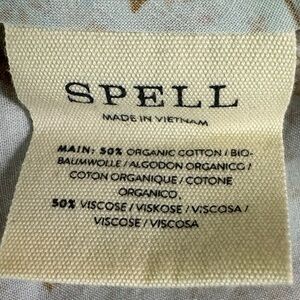 SPELL
MADE IN VIETNAM
MAIN: 50% ORGANIC COTTON / BIO-
BAUMWOLLE / ALGODON ORGANICO /
COTON ORGANIQUE / COTONE
ORGANICO,
50% VISCOSE / VISKOSE / VISCOSA /
VISCOSE / VISCOSA